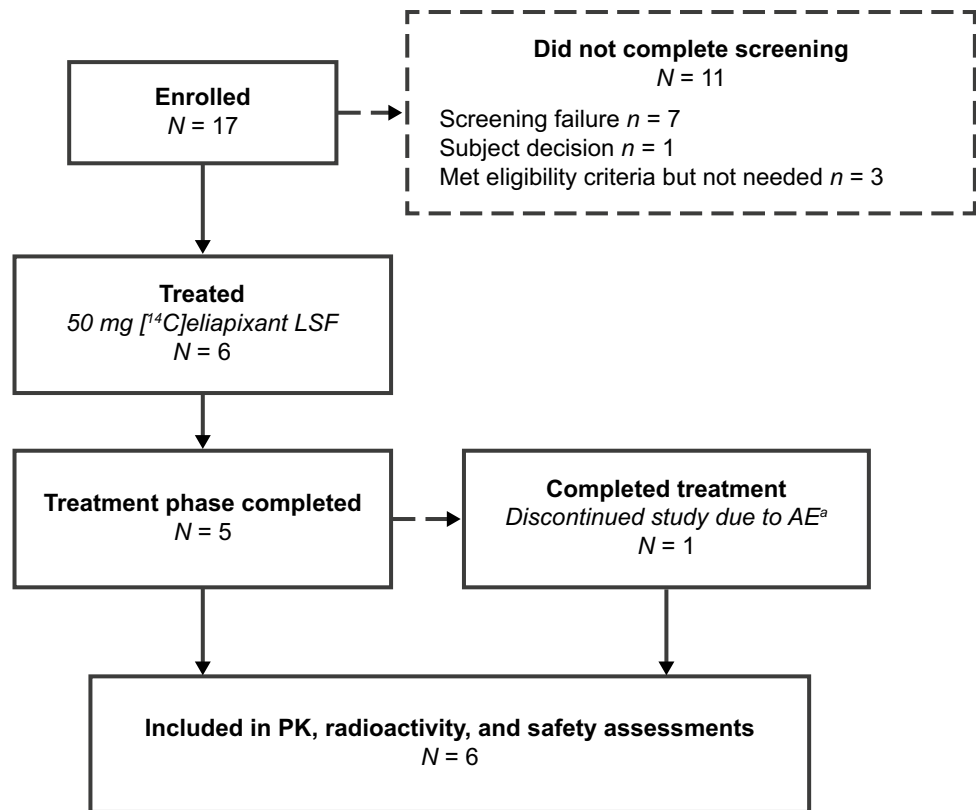 Enrolled
N = 17
Did not complete screening
N = 11
Screening failure n = 7
Subject decision n = 1
Met eligibility criteria but not needed n = 3
Treated
50 mg [¹⁴C]eliapixant LSF
N = 6
Treatment phase completed
N = 5
Completed treatment
Discontinued study due to AEᵃ
N = 1
Included in PK, radioactivity, and safety assessments
N = 6